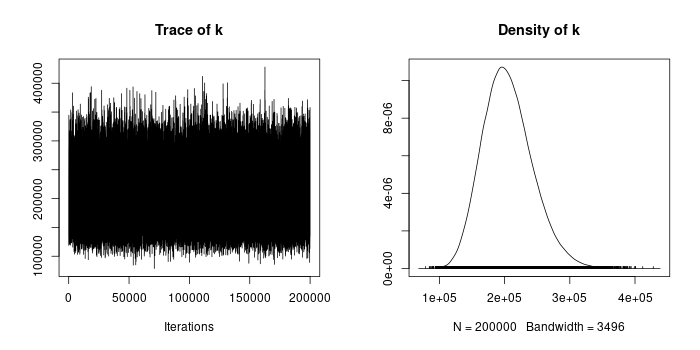 Trace of k
400000
300000
200000
100000
0 50000 100000 150000 200000
Iterations
Density of k
8e-06
4e-06
0e+00
1e+05 2e+05 3e+05 4e+05
N = 200000 Bandwidth = 3496